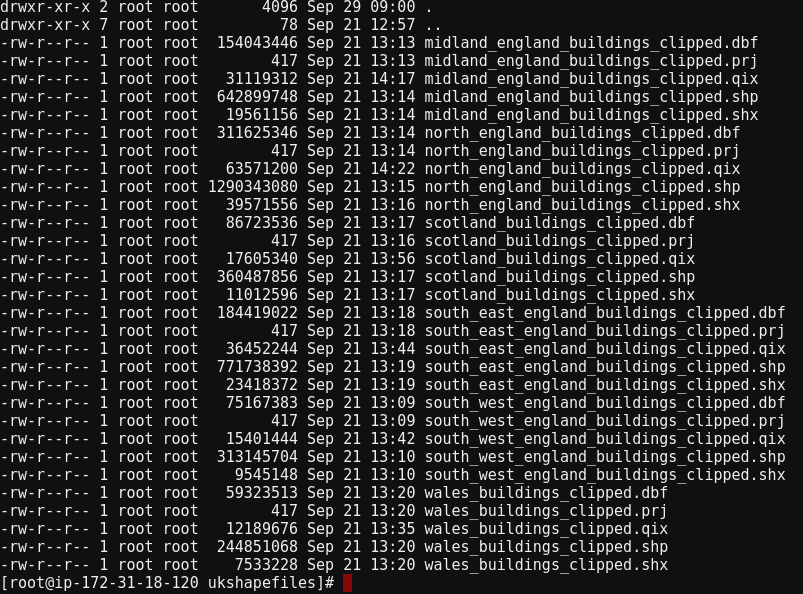 drwxr-xr-x 2 root root       4096 Sep 29 09:00 .
drwxr-xr-x 7 root root         78 Sep 21 12:57 ..
-rw-r--r-- 1 root root  154043446 Sep 21 13:13 midland_england_buildings_clipped.dbf
-rw-r--r-- 1 root root        417 Sep 21 13:13 midland_england_buildings_clipped.prj
-rw-r--r-- 1 root root   31119312 Sep 21 14:17 midland_england_buildings_clipped.qix
-rw-r--r-- 1 root root  642899748 Sep 21 13:14 midland_england_buildings_clipped.shp
-rw-r--r-- 1 root root   19561156 Sep 21 13:14 midland_england_buildings_clipped.shx
-rw-r--r-- 1 root root  311625346 Sep 21 13:14 north_england_buildings_clipped.dbf
-rw-r--r-- 1 root root        417 Sep 21 13:14 north_england_buildings_clipped.prj
-rw-r--r-- 1 root root   63571200 Sep 21 14:22 north_england_buildings_clipped.qix
-rw-r--r-- 1 root root 1290343080 Sep 21 13:15 north_england_buildings_clipped.shp
-rw-r--r-- 1 root root   39571556 Sep 21 13:16 north_england_buildings_clipped.shx
-rw-r--r-- 1 root root   86723536 Sep 21 13:17 scotland_buildings_clipped.dbf
-rw-r--r-- 1 root root        417 Sep 21 13:16 scotland_buildings_clipped.prj
-rw-r--r-- 1 root root   17605340 Sep 21 13:56 scotland_buildings_clipped.qix
-rw-r--r-- 1 root root  360487856 Sep 21 13:17 scotland_buildings_clipped.shp
-rw-r--r-- 1 root root   11012596 Sep 21 13:17 scotland_buildings_clipped.shx
-rw-r--r-- 1 root root  184419022 Sep 21 13:18 south_east_england_buildings_clipped.dbf
-rw-r--r-- 1 root root        417 Sep 21 13:18 south_east_england_buildings_clipped.prj
-rw-r--r-- 1 root root   36452244 Sep 21 13:44 south_east_england_buildings_clipped.qix
-rw-r--r-- 1 root root  771738392 Sep 21 13:19 south_east_england_buildings_clipped.shp
-rw-r--r-- 1 root root   23418372 Sep 21 13:19 south_east_england_buildings_clipped.shx
-rw-r--r-- 1 root root   75167383 Sep 21 13:09 south_west_england_buildings_clipped.dbf
-rw-r--r-- 1 root root        417 Sep 21 13:09 south_west_england_buildings_clipped.prj
-rw-r--r-- 1 root root   15401444 Sep 21 13:42 south_west_england_buildings_clipped.qix
-rw-r--r-- 1 root root  313145704 Sep 21 13:10 south_west_england_buildings_clipped.shp
-rw-r--r-- 1 root root    9545148 Sep 21 13:10 south_west_england_buildings_clipped.shx
-rw-r--r-- 1 root root   59323513 Sep 21 13:20 wales_buildings_clipped.dbf
-rw-r--r-- 1 root root        417 Sep 21 13:20 wales_buildings_clipped.prj
-rw-r--r-- 1 root root   12189676 Sep 21 13:35 wales_buildings_clipped.qix
-rw-r--r-- 1 root root  244851068 Sep 21 13:20 wales_buildings_clipped.shp
-rw-r--r-- 1 root root    7533228 Sep 21 13:20 wales_buildings_clipped.shx
[root@ip-172-31-18-120 ukshapefiles]#